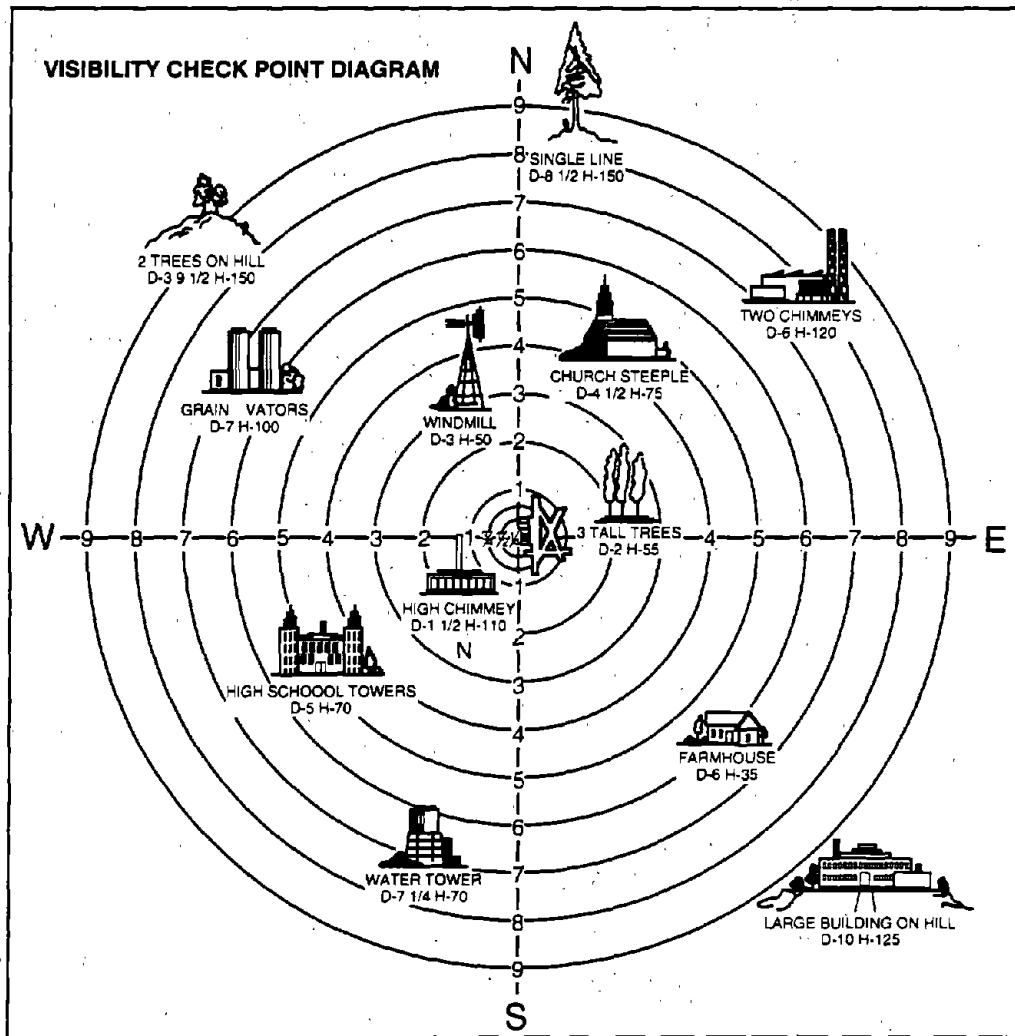 VISIBILITY CHECK POINT DIAGRAM
N
9
8
SINGLE LINE
D-8 1/2 H-150
7
6
5
4
3
2
1
2 TREES ON HILL
D-3 9 1/2 H-150
TWO CHIMMEYS
D-6 H-120
CHURCH STEEPLE
D-4 1/2 H-75
GRAIN VATORS
D-7 H-100
WINDMILL
D-3 H-50
3 TALL TREES
D-2 H-55
W 9 8 7 6 5 4 3 2 1 4 5 6 7 8 9 E
HIGH CHIMMEY
D-1 1/2 H-110
N
HIGH SCHOOOL TOWERS
D-5 H-70
1
2
3
4
5
6
7
8
9
FARMHOUSE
D-6 H-35
WATER TOWER
D-7 1/4 H-70
LARGE BUILDING ON HILL
D-10 H-125
S